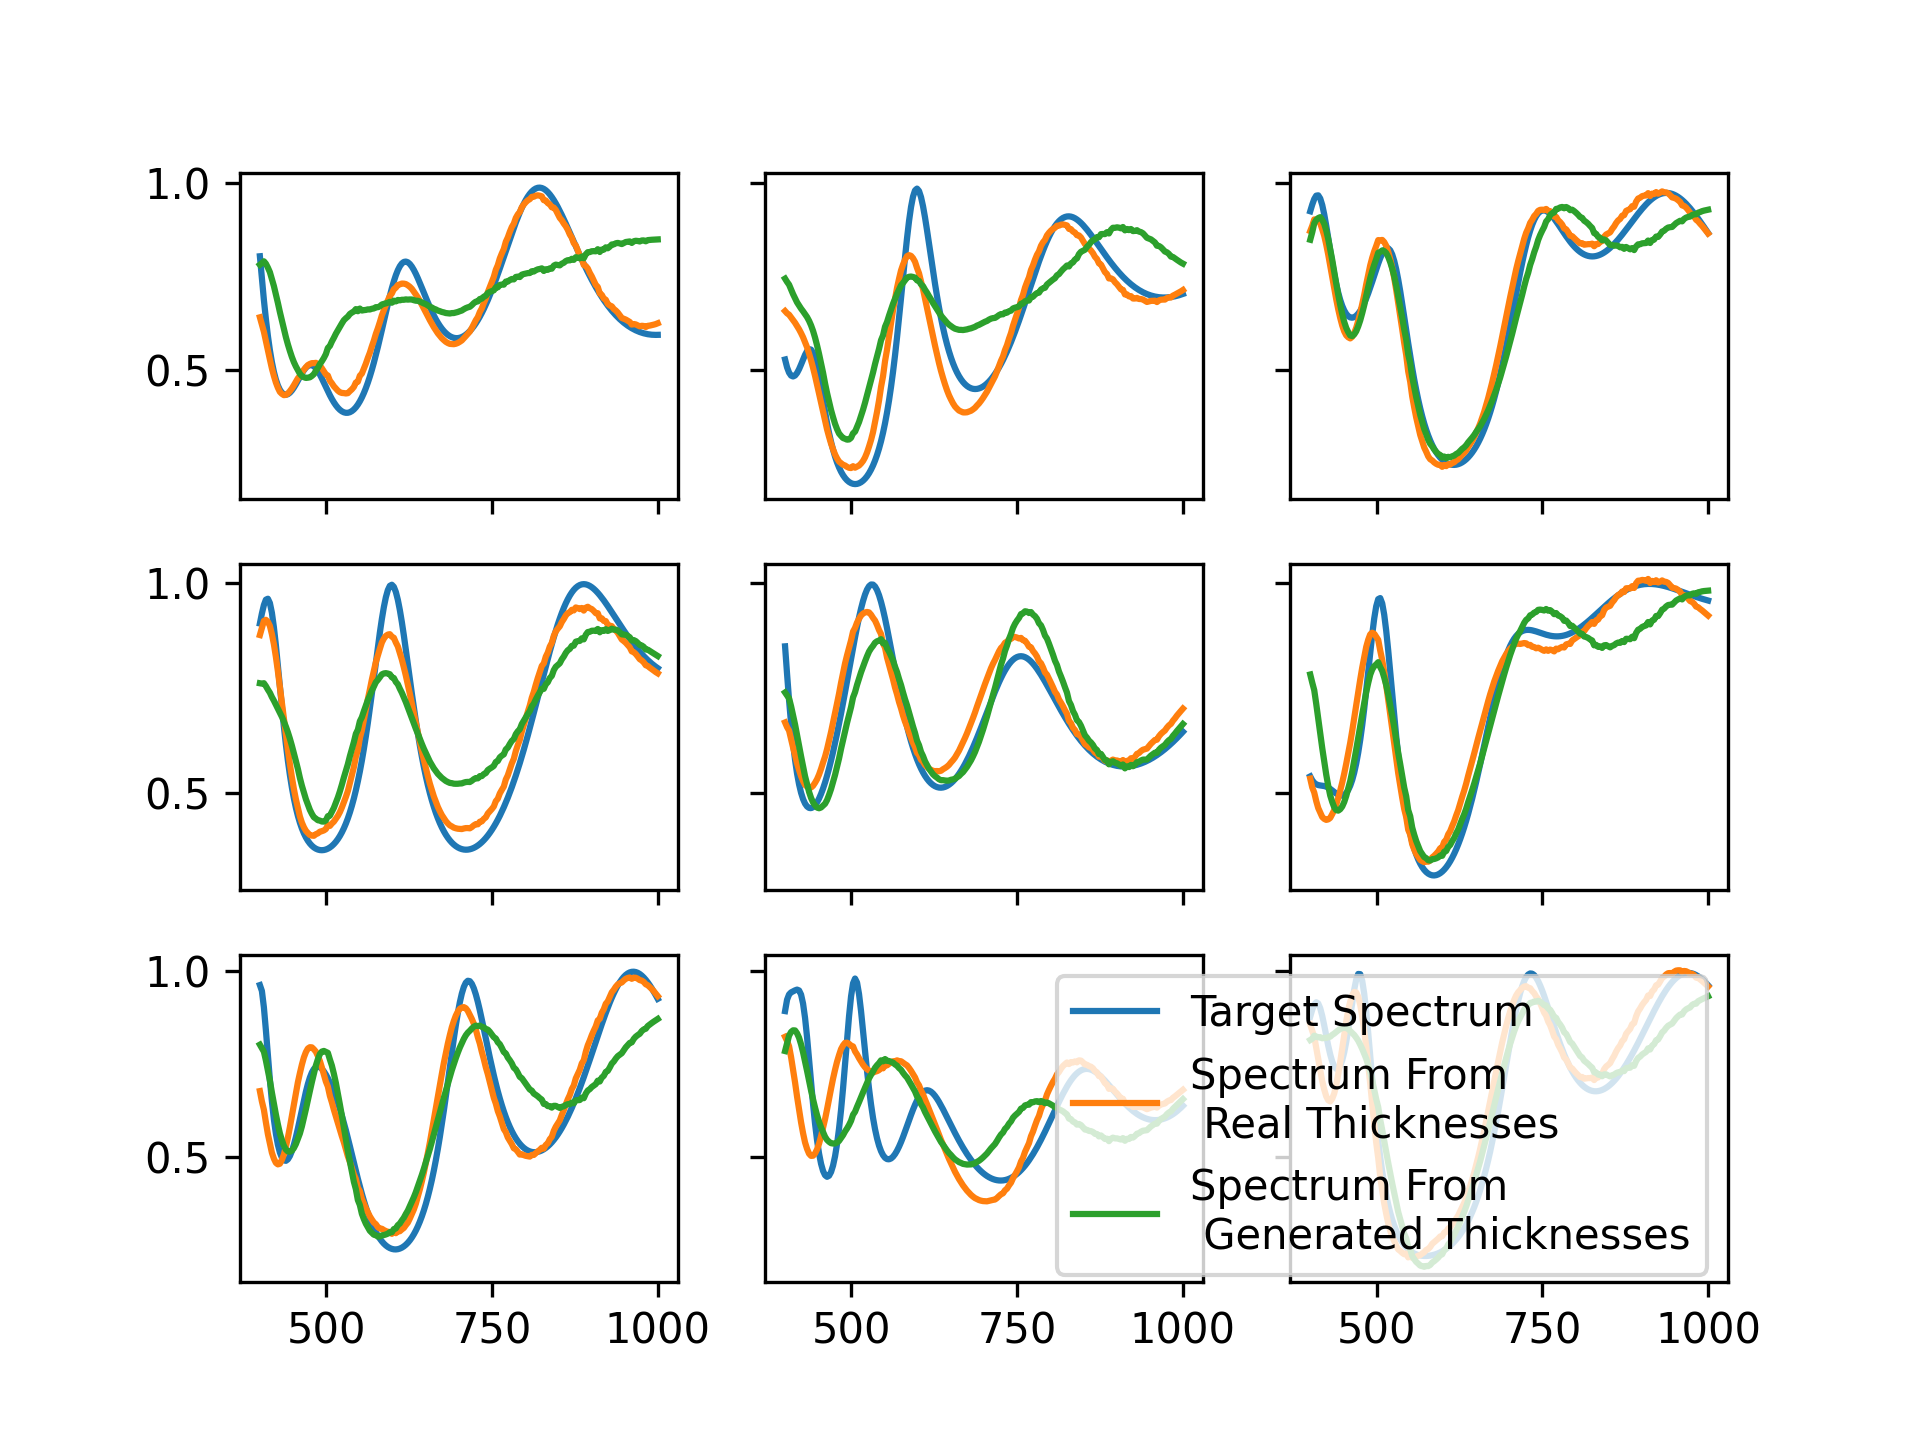 1.0
0.5
1.0
0.5
1.0
0.5
Target Spectrum
Spectrum From
Real Thicknesses
Spectrum From
Generated Thicknesses
500 750 1000 500 750 1000 500 750 1000